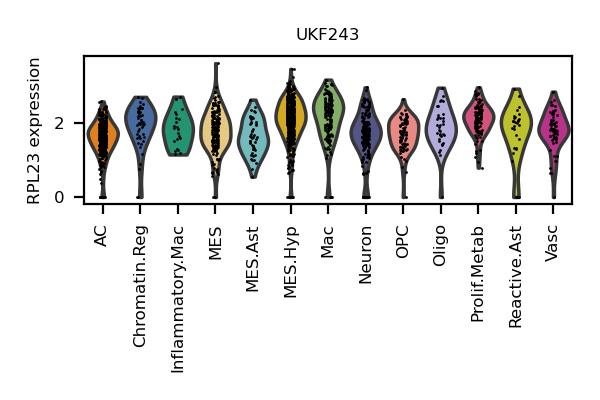 UKF243
RPL23 expression
2
0
AC
Chromatin.Reg
Inflammatory.Mac
MES
MES.Ast
MES.Hyp
Mac
Neuron
OPC
Oligo
Prolif.Metab
Reactive.Ast
Vasc